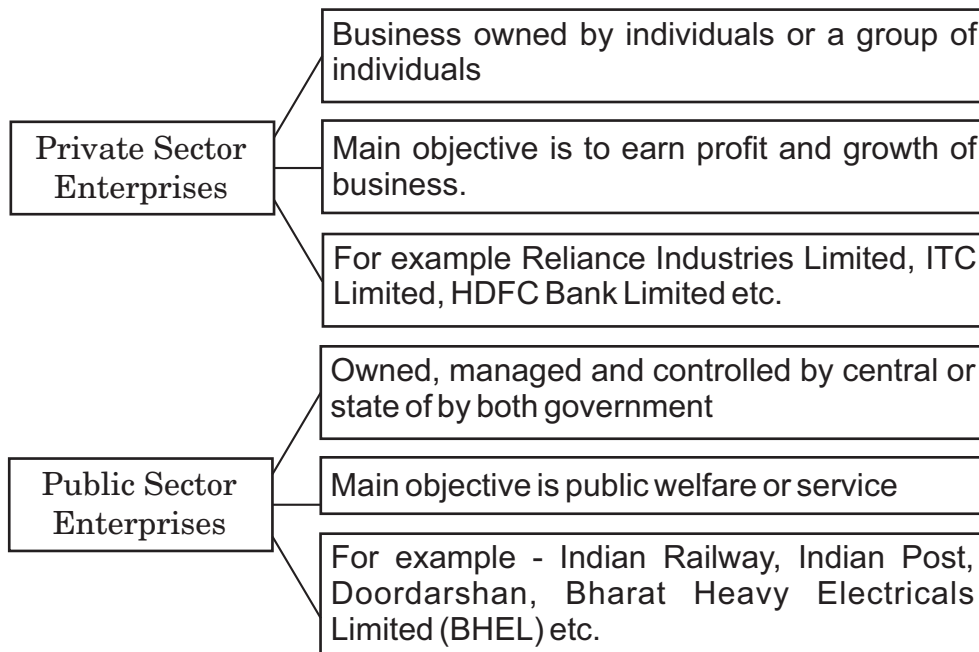 Business owned by individuals or a group of
individuals
Private Sector
Enterprises
Main objective is to earn profit and growth of
business.
For example Reliance Industries Limited, ITC
Limited, HDFC Bank Limited etc.
Owned, managed and controlled by central or
state of by both government
Public Sector
Enterprises
Main objective is public welfare or service
For example - Indian Railway, Indian Post,
Doordarshan, Bharat Heavy Electricals
Limited (BHEL) etc.